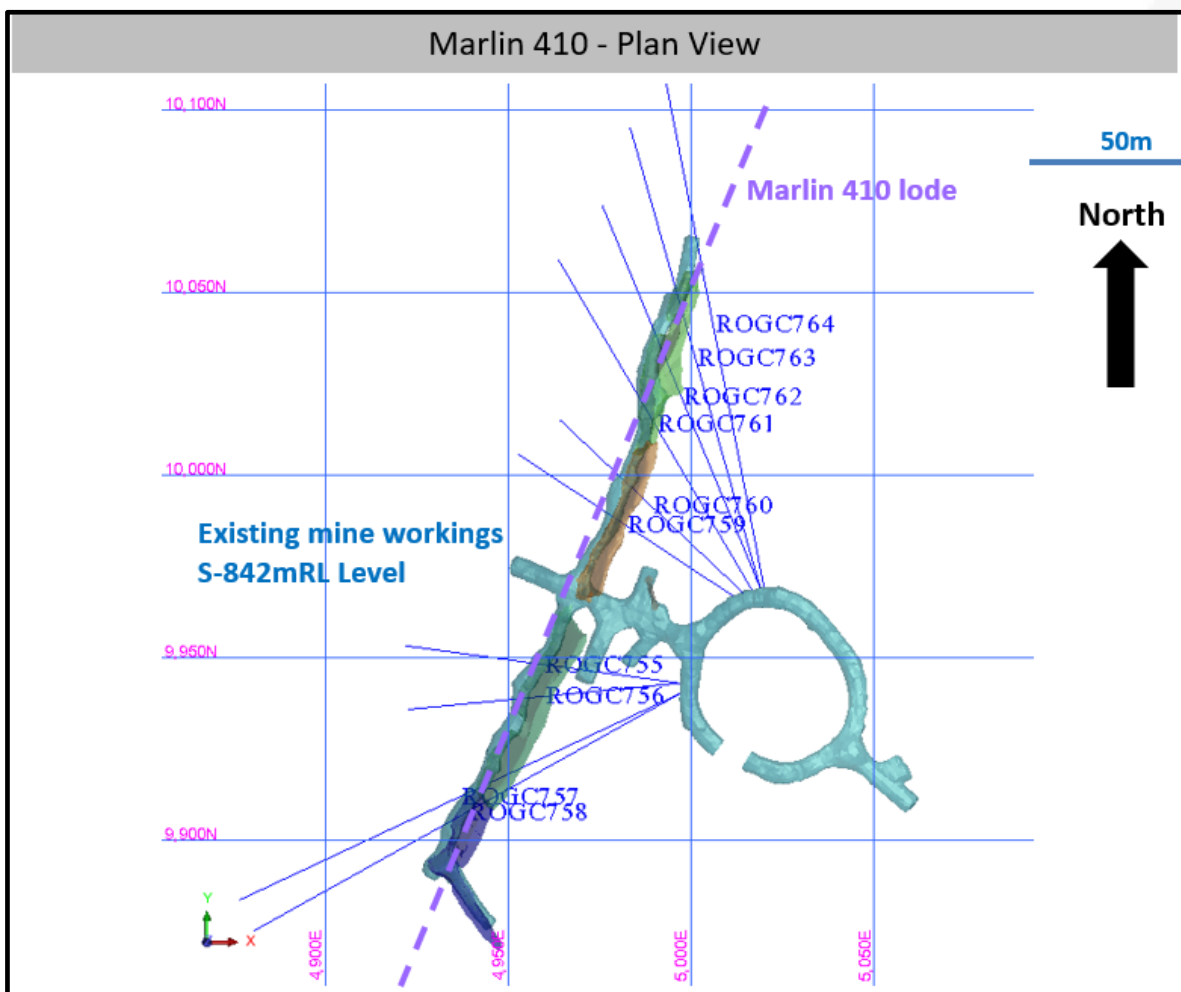 Marlin 410 - Plan View
10,100N
50m
Marlin 410 lode
North
10,050N
ROGC764
ROGC763
ROGC762
ROGC761
10,000N
ROGC760
ROGC759
Existing mine workings
S-842mRL Level
9,950N
ROGC755
ROGC756
ROGC757
ROGC758
9,900N
Y
X
4,900E
4,950E
5,000E
5,050E